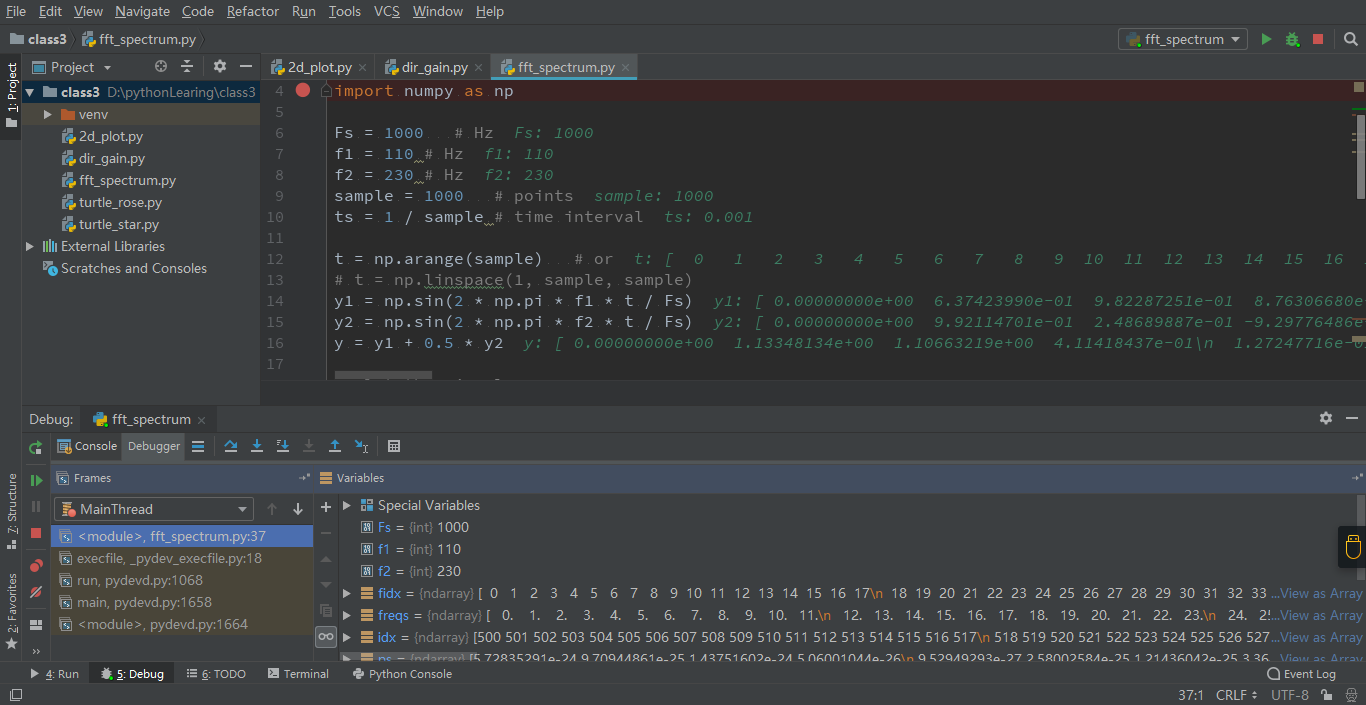 File Edit View Navigate Code Refactor Run Tools VCS Window Help
class3 fft_spectrum.py fft_spectrum
1: Project
Project 2d_plot.py × dir_gain.py × fft_spectrum.py ×
class3 D:\pythonLearing\class3
venv
2d_plot.py
dir_gain.py
fft_spectrum.py
turtle_rose.py
turtle_star.py
External Libraries
Scratches and Consoles
4 import numpy as np
5
6 Fs = 1000 # Hz Fs: 1000
7 f1 = 110 # Hz f1: 110
8 f2 = 230 # Hz f2: 230
9 sample = 1000 # points sample: 1000
10 ts = 1 / sample # time interval ts: 0.001
11
12 t = np.arange(sample) # or t: [ 0 1 2 3 4 5 6 7 8 9 10 11 12 13 14 15 16
13 # t = np.linspace(1, sample, sample)
14 y1 = np.sin(2 * np.pi * f1 * t / Fs) y1: [ 0.00000000e+00 6.37423990e-01 9.82287251e-01 8.76306680e-
15 y2 = np.sin(2 * np.pi * f2 * t / Fs) y2: [ 0.00000000e+00 9.92114701e-01 2.48689887e-01 -9.29776486e-
16 y = y1 + 0.5 * y2 y: [ 0.00000000e+00 1.13348134e+00 1.10663219e+00 4.11418437e-01\n 1.27247716e-0
17
Debug: fft_spectrum ×
Console Debugger
Frames
Variables
MainThread
<module>, fft_spectrum.py:37
execfile, _pydev_execfile.py:18
run, pydevd.py:1068
main, pydevd.py:1658
<module>, pydevd.py:1664
Special Variables
Fs = {int} 1000
f1 = {int} 110
f2 = {int} 230
fidx = {ndarray} [ 0 1 2 3 4 5 6 7 8 9 10 11 12 13 14 15 16 17\n 18 19 20 21 22 23 24 25 26 27 28 29 30 31 32 33 ...View as Array
freqs = {ndarray} [ 0. 1. 2. 3. 4. 5. 6. 7. 8. 9. 10. 11.\n 12. 13. 14. 15. 16. 17. 18. 19. 20. 21. 22. 23.\n 24. 25 ...View as Array
idx = {ndarray} [500 501 502 503 504 505 506 507 508 509 510 511 512 513 514 515 516 517\n 518 519 520 521 522 523 524 525 526 527 ...View as Array
ps = {ndarray} [5.72835291e-24 9.70944861e-25 1.43751602e-24 5.06001044e-26\n 9.52949293e-27 2.58002584e-25 1.21436042e-25 3.36 ...View as Array
7: Structure
2: Favorites
4: Run 5: Debug 6: TODO Terminal Python Console Event Log
37:1 CRLF UTF-8